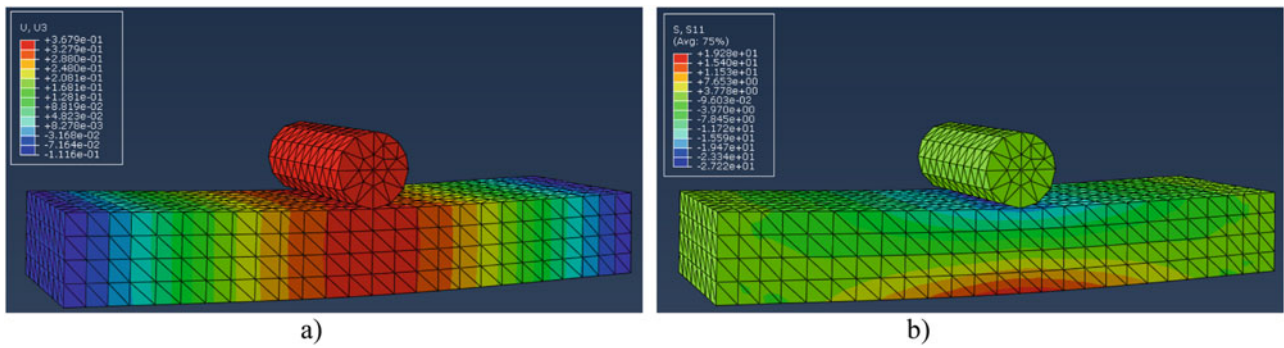 U, U3
+3.679e-01
+3.279e-01
+2.880e-01
+2.480e-01
+2.081e-01
+1.681e-01
+1.281e-01
+8.819e-02
+4.823e-02
+8.278e-03
-3.168e-02
-7.164e-02
-1.116e-01
S, S11
(Avg: 75%)
+1.928e+01
+1.540e+01
+1.153e+01
+7.653e+00
+3.778e+00
-9.603e-02
-3.970e+00
-7.845e+00
-1.172e+01
-1.559e+01
-1.947e+01
-2.334e+01
-2.722e+01
a)
b)